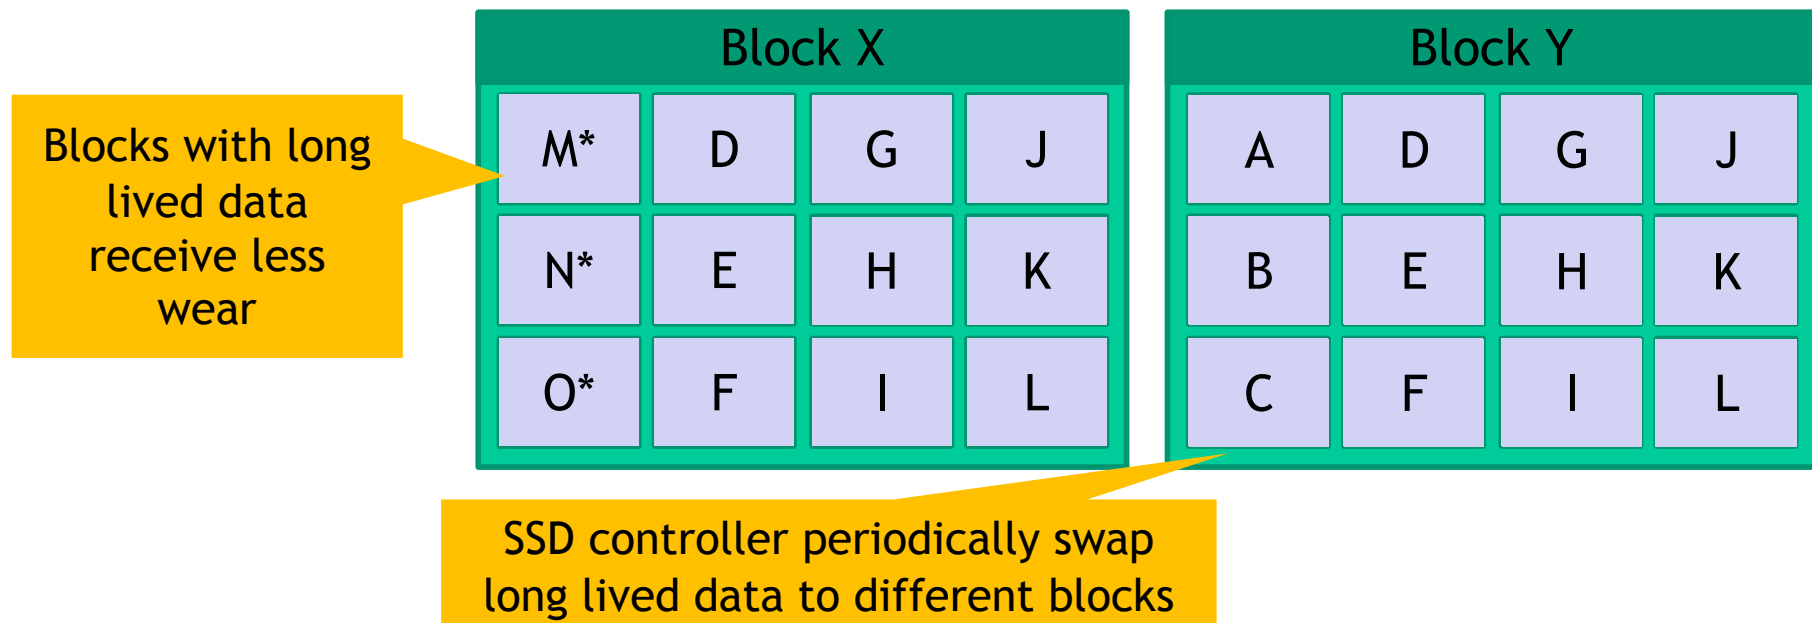 Block X
Block Y
Blocks with long
lived data
receive less
wear
M* D G J
N* E H K
O* F I L
A D G J
B E H K
C F I L
SSD controller periodically swap
long lived data to different blocks